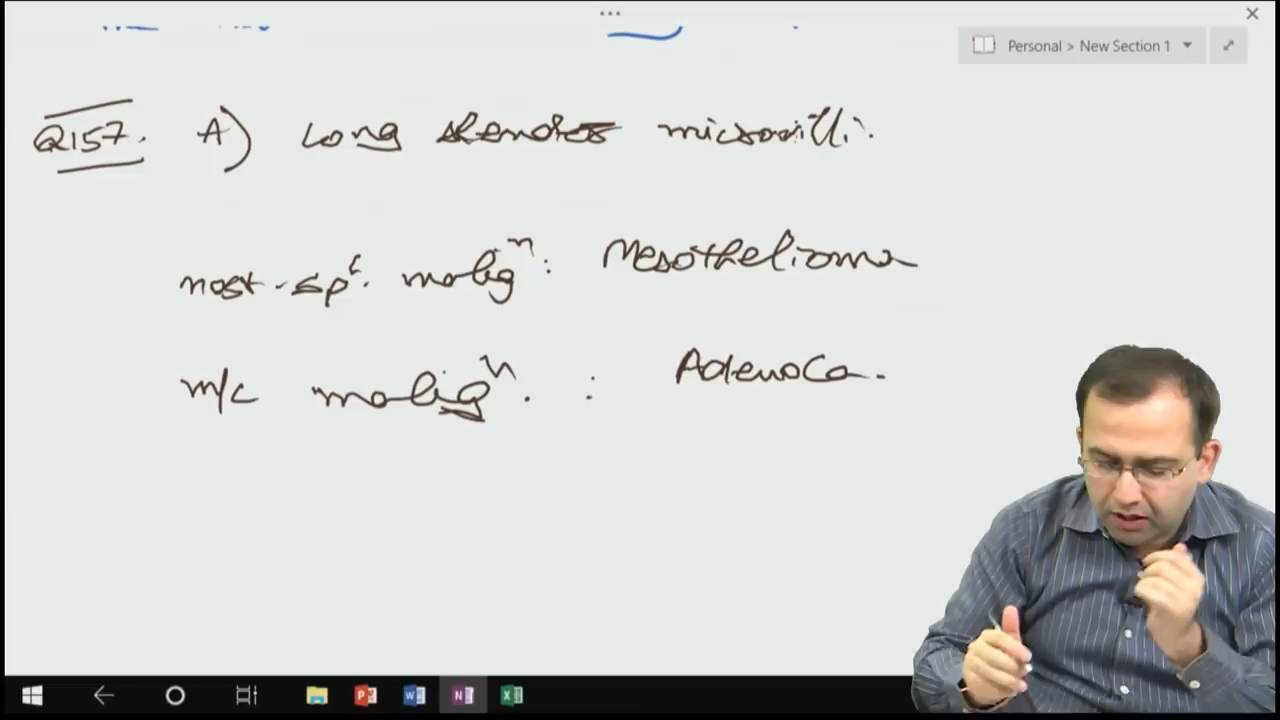 Personal > New Section 1
Q157. A) Long slender microvilli.
most sp^c. malig^n : Mesothelioma
m/c malig^n. : AdenoCa.